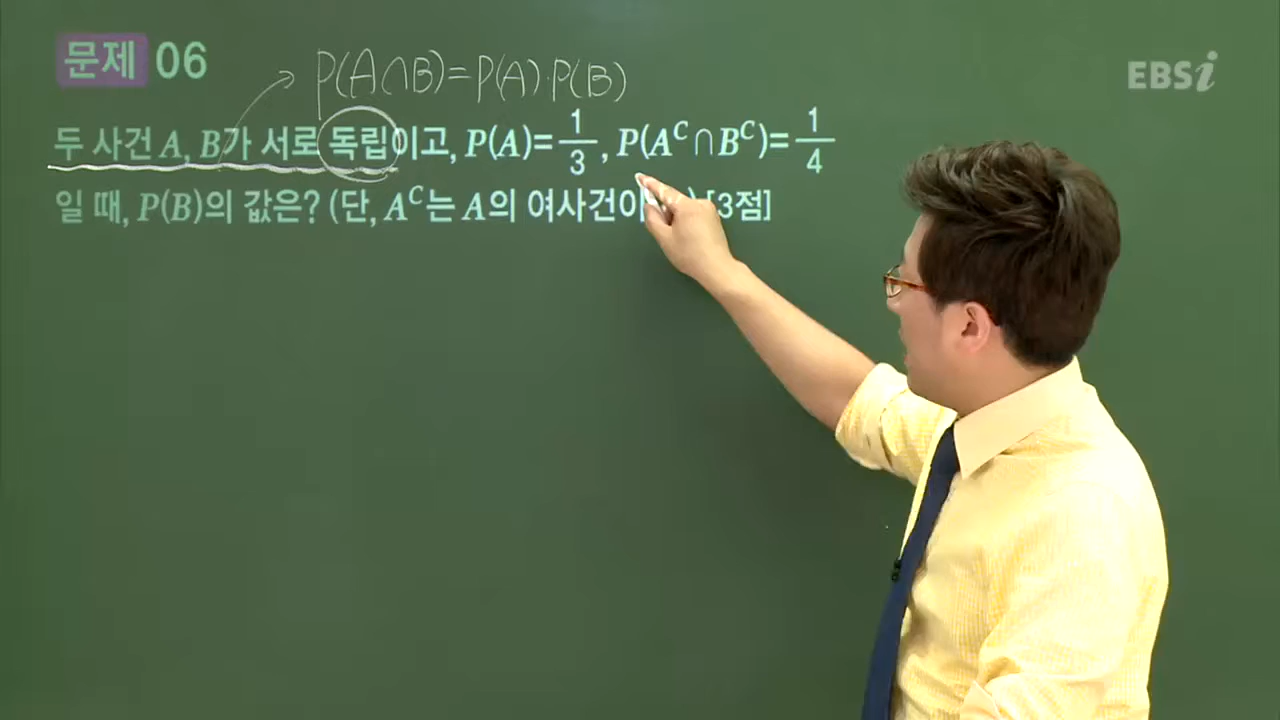 문제 06
P(A∩B)=P(A)·P(B)
EBSi
두 사건 A, B가 서로 독립이고, P(A)=1/3, P(A^C∩B^C)=1/4
일 때, P(B)의 값은? (단, A^C는 A의 여사건이 ) [3점]